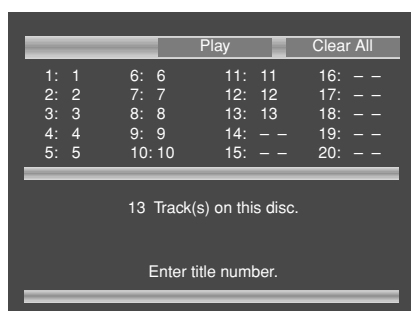 Play Clear All
1: 1 6: 6 11: 11 16: – –
2: 2 7: 7 12: 12 17: – –
3: 3 8: 8 13: 13 18: – –
4: 4 9: 9 14: – – 19: – –
5: 5 10: 10 15: – – 20: – –
13 Track(s) on this disc.
Enter title number.